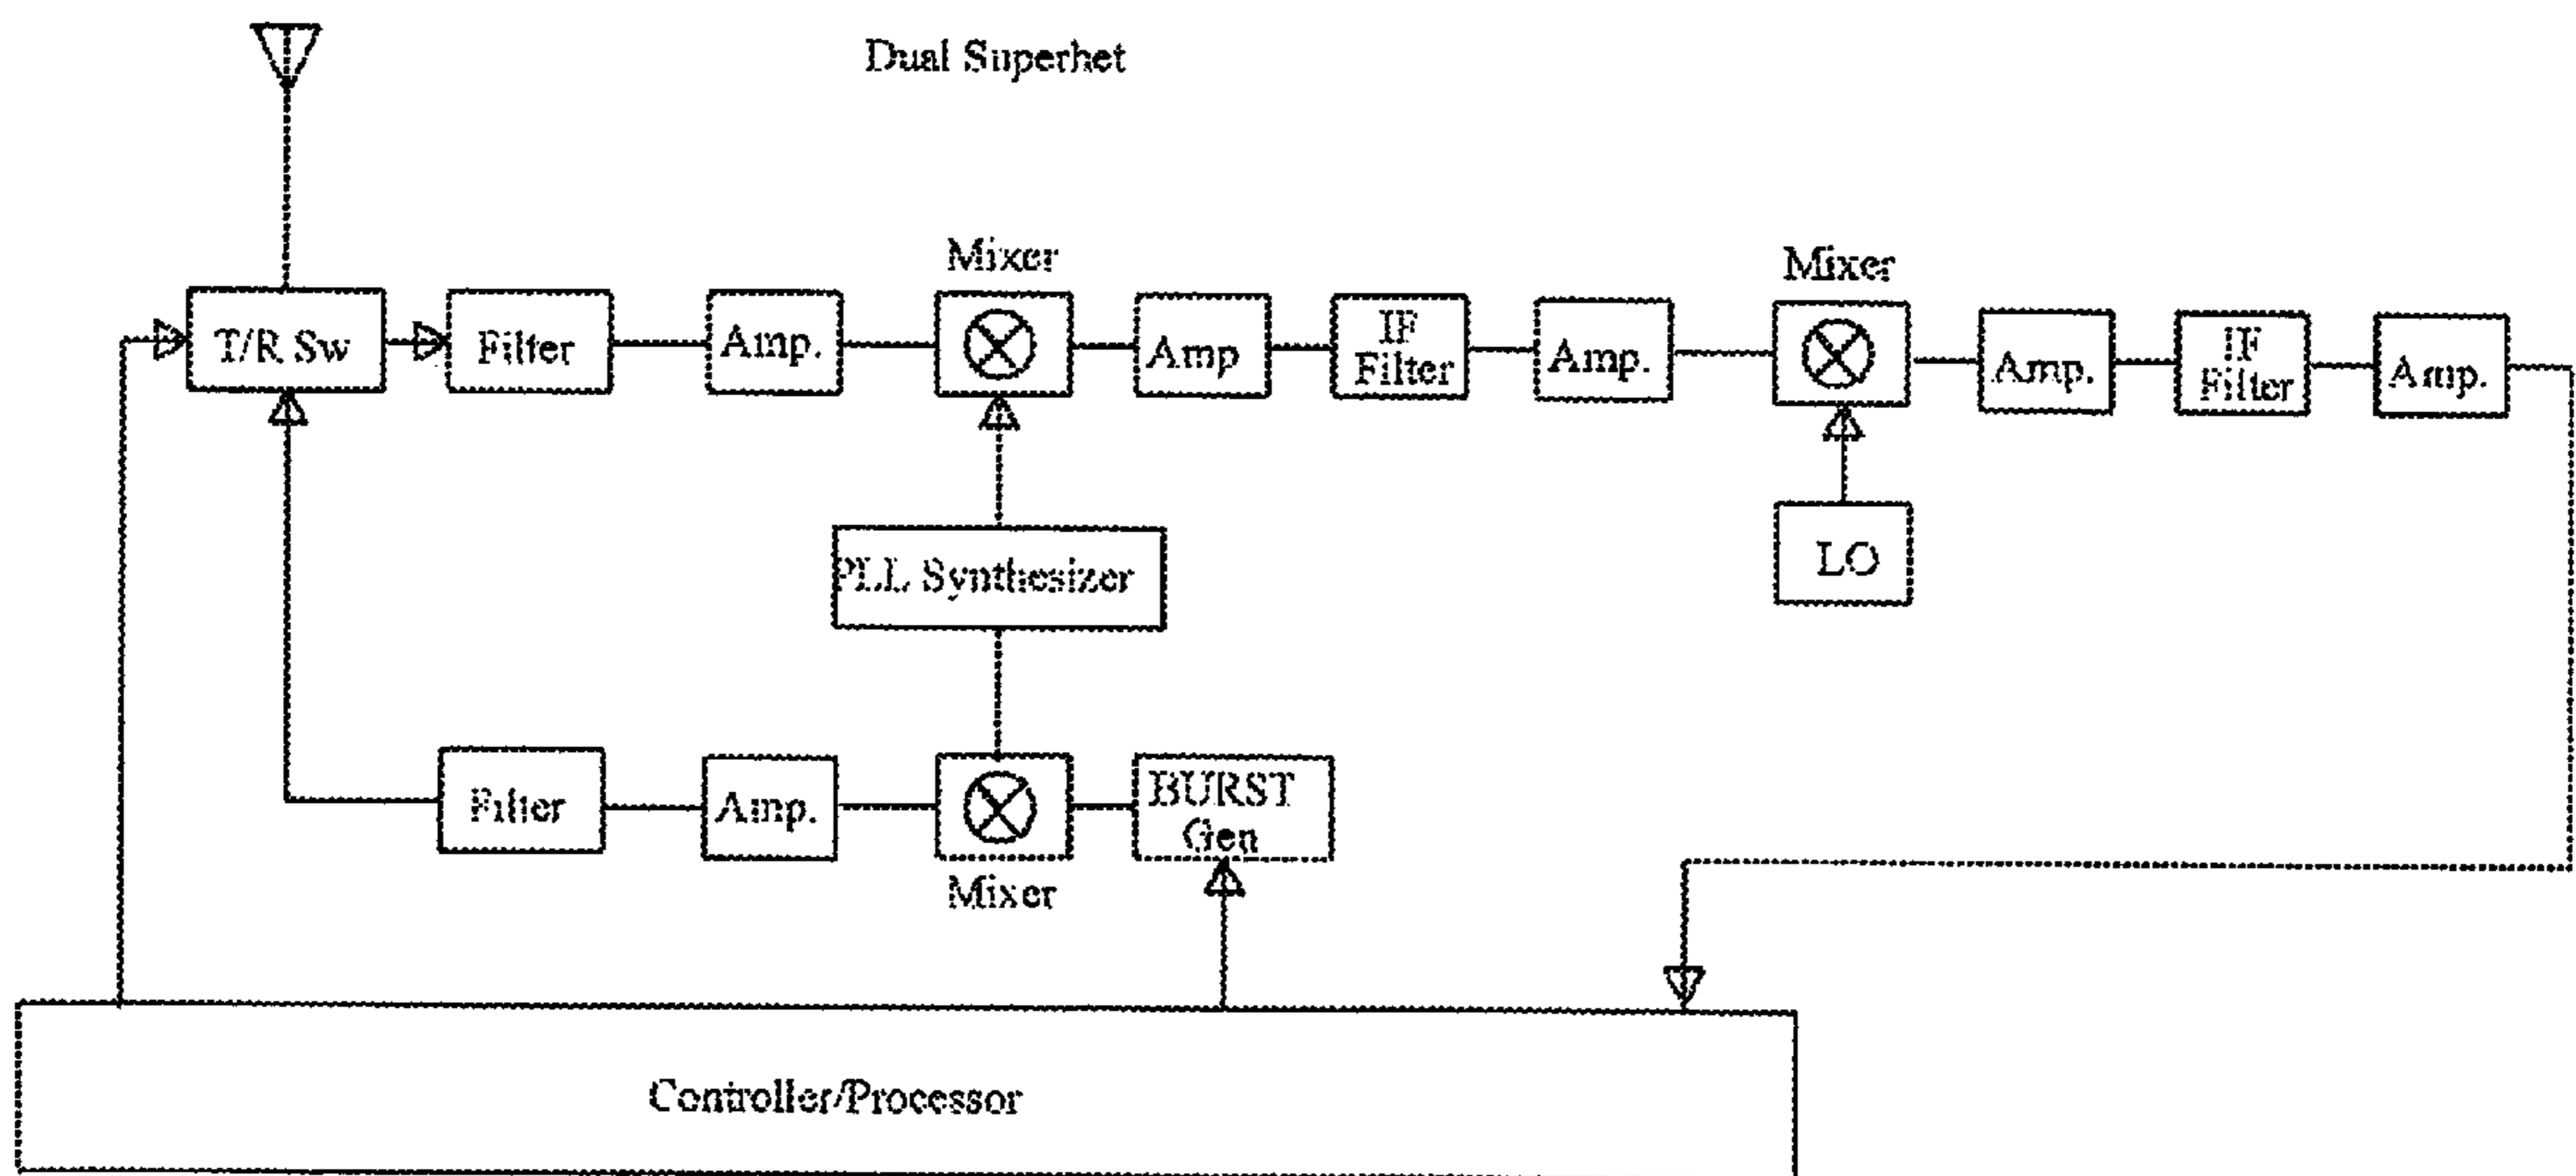 Dual Superhet
Mixer
Mixer
T/R Sw
Filter
Amp.
Amp
IF
Filter
Amp.
Amp.
IF
Filter
Amp.
PLL Synthesizer
LO
Filter
Amp.
BURST
Gen
Mixer
Controller/Processor